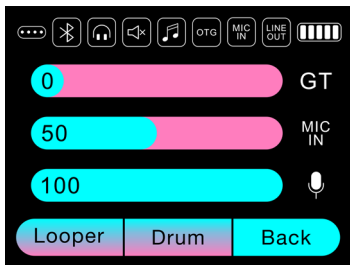 OTG MIC IN LINE OUT
0 GT
50 MIC IN
100
Looper Drum Back